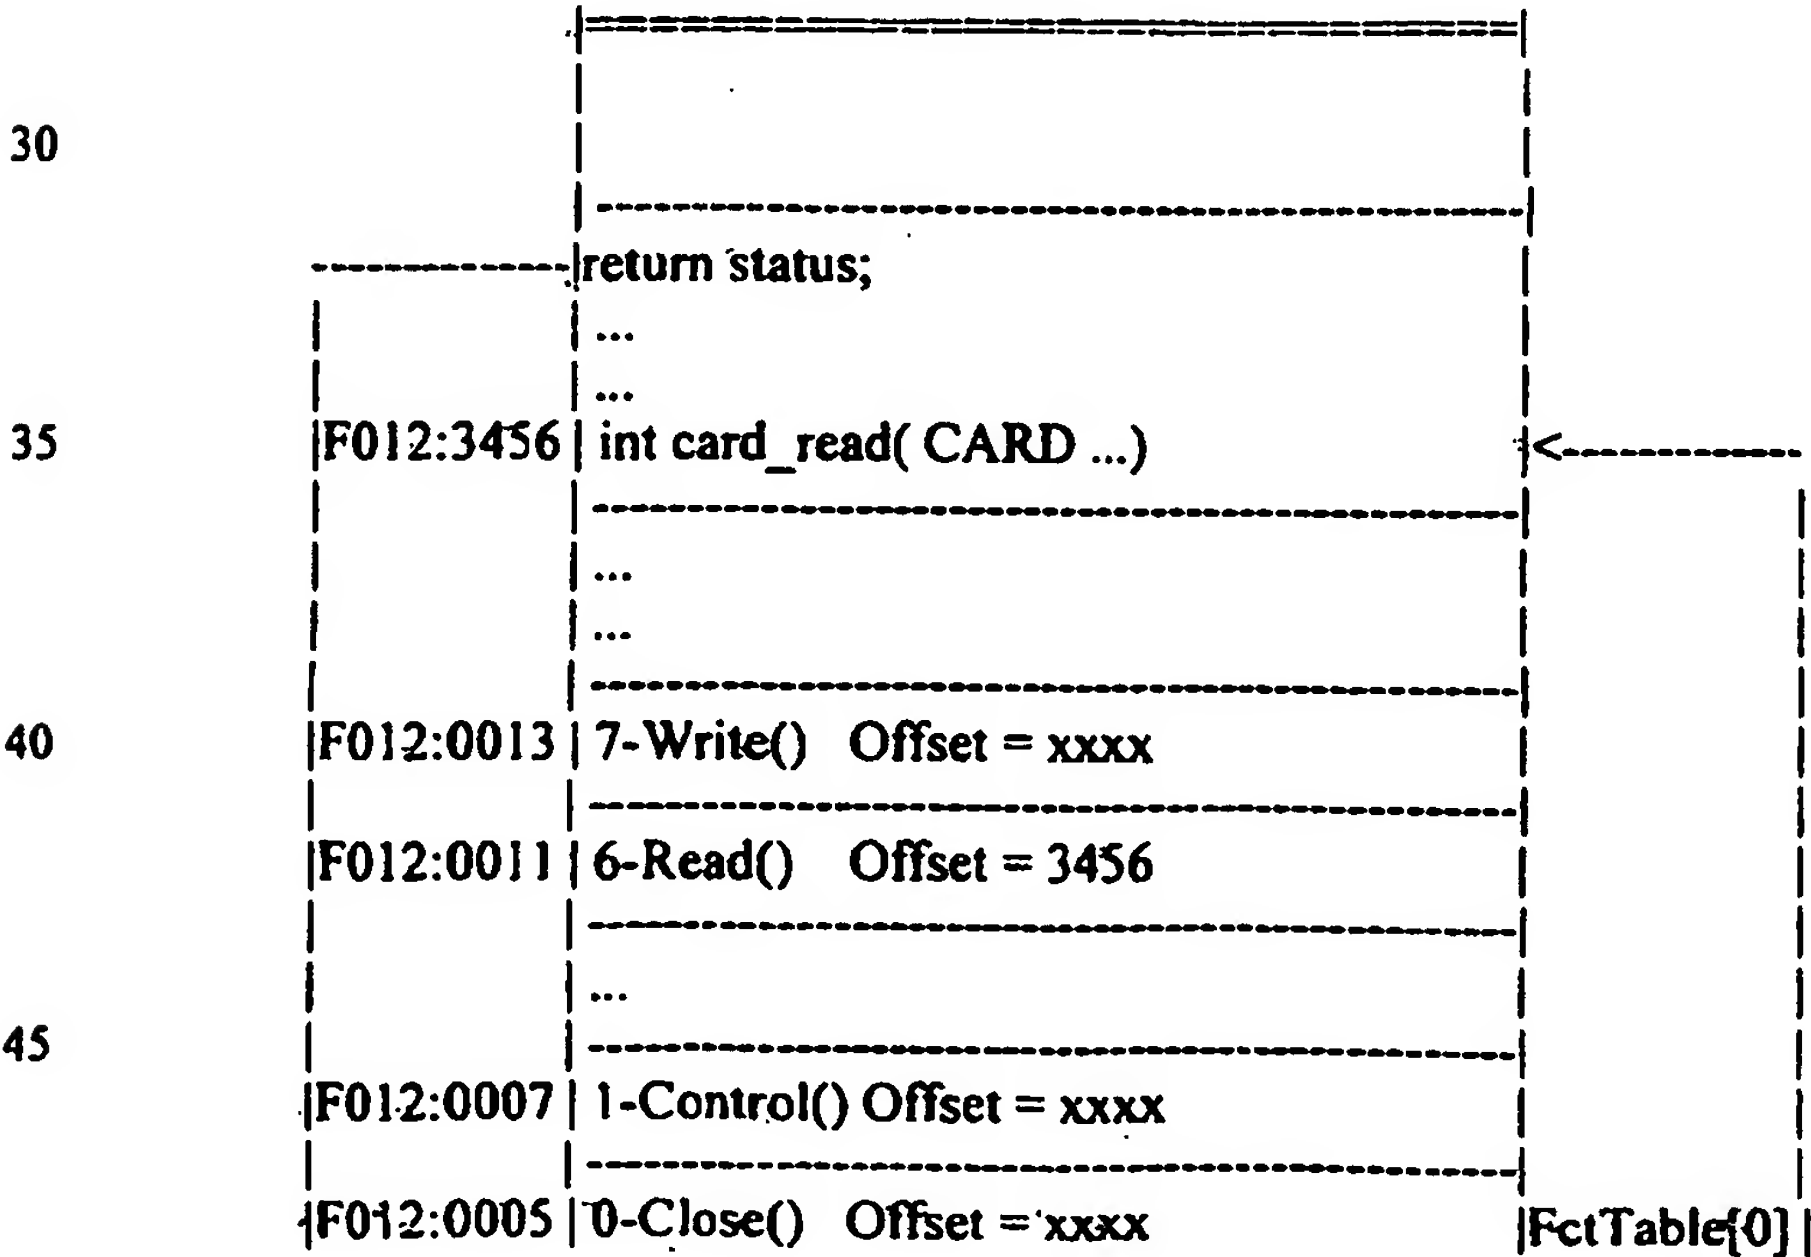 30
return status;
...
...
35 F012:3456 int card_read( CARD ...)
...
...
40 F012:0013 7-Write() Offset = xxxx
F012:0011 6-Read() Offset = 3456
...
45
F012:0007 1-Control() Offset = xxxx
F012:0005 0-Close() Offset = xxxx FctTable[0]